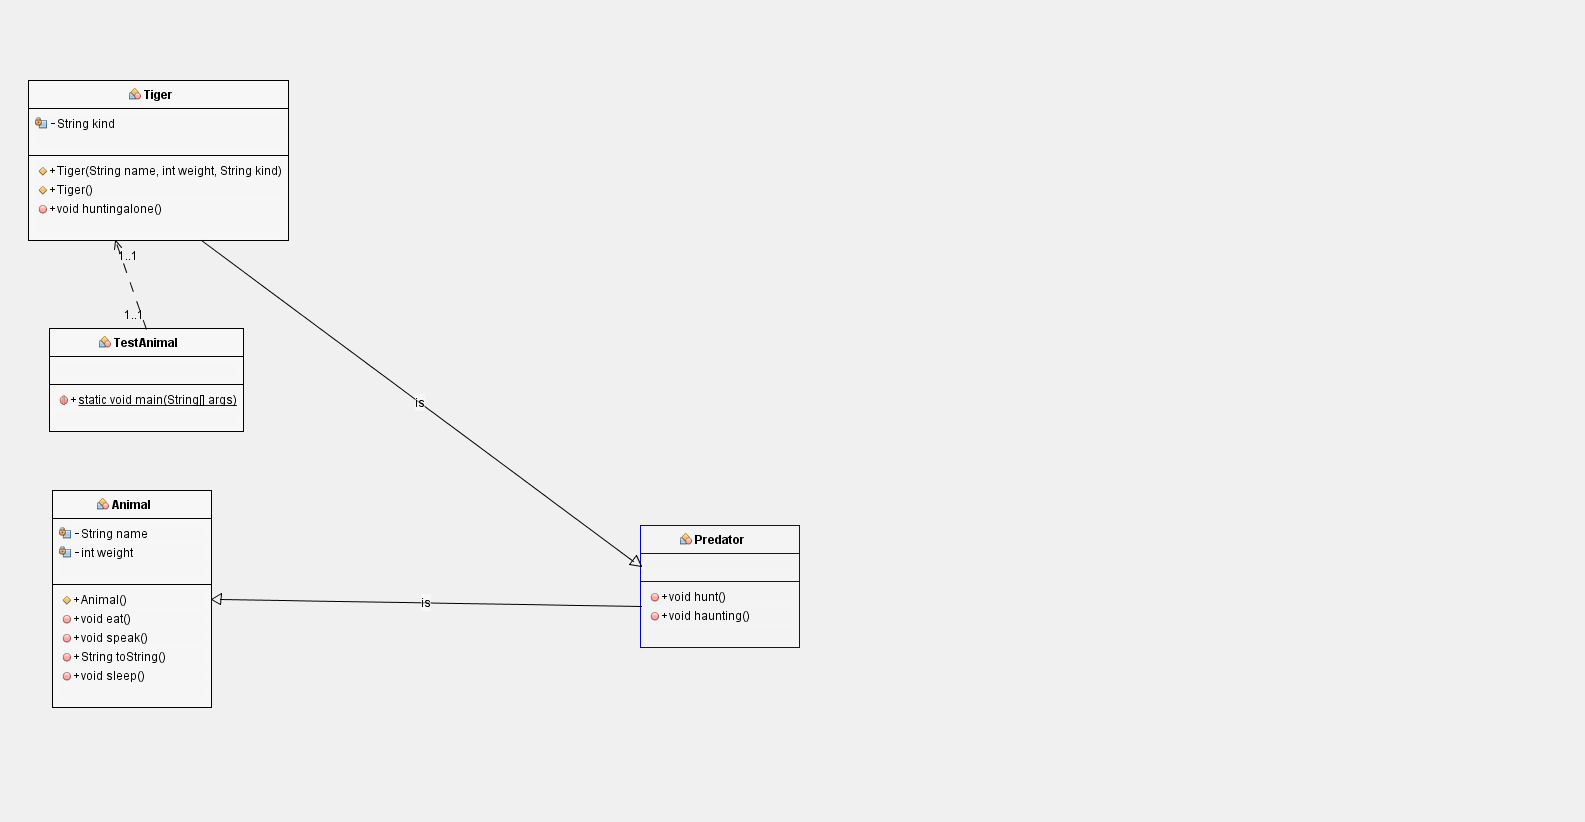 Tiger
- String kind
+ Tiger(String name, int weight, String kind)
+ Tiger()
+ void huntingalone()
1..1
1..1
TestAnimal
+ static void main(String[] args)
is
Animal
- String name
- int weight
+ Animal()
+ void eat()
+ void speak()
+ String toString()
+ void sleep()
is
Predator
+ void hunt()
+ void haunting()